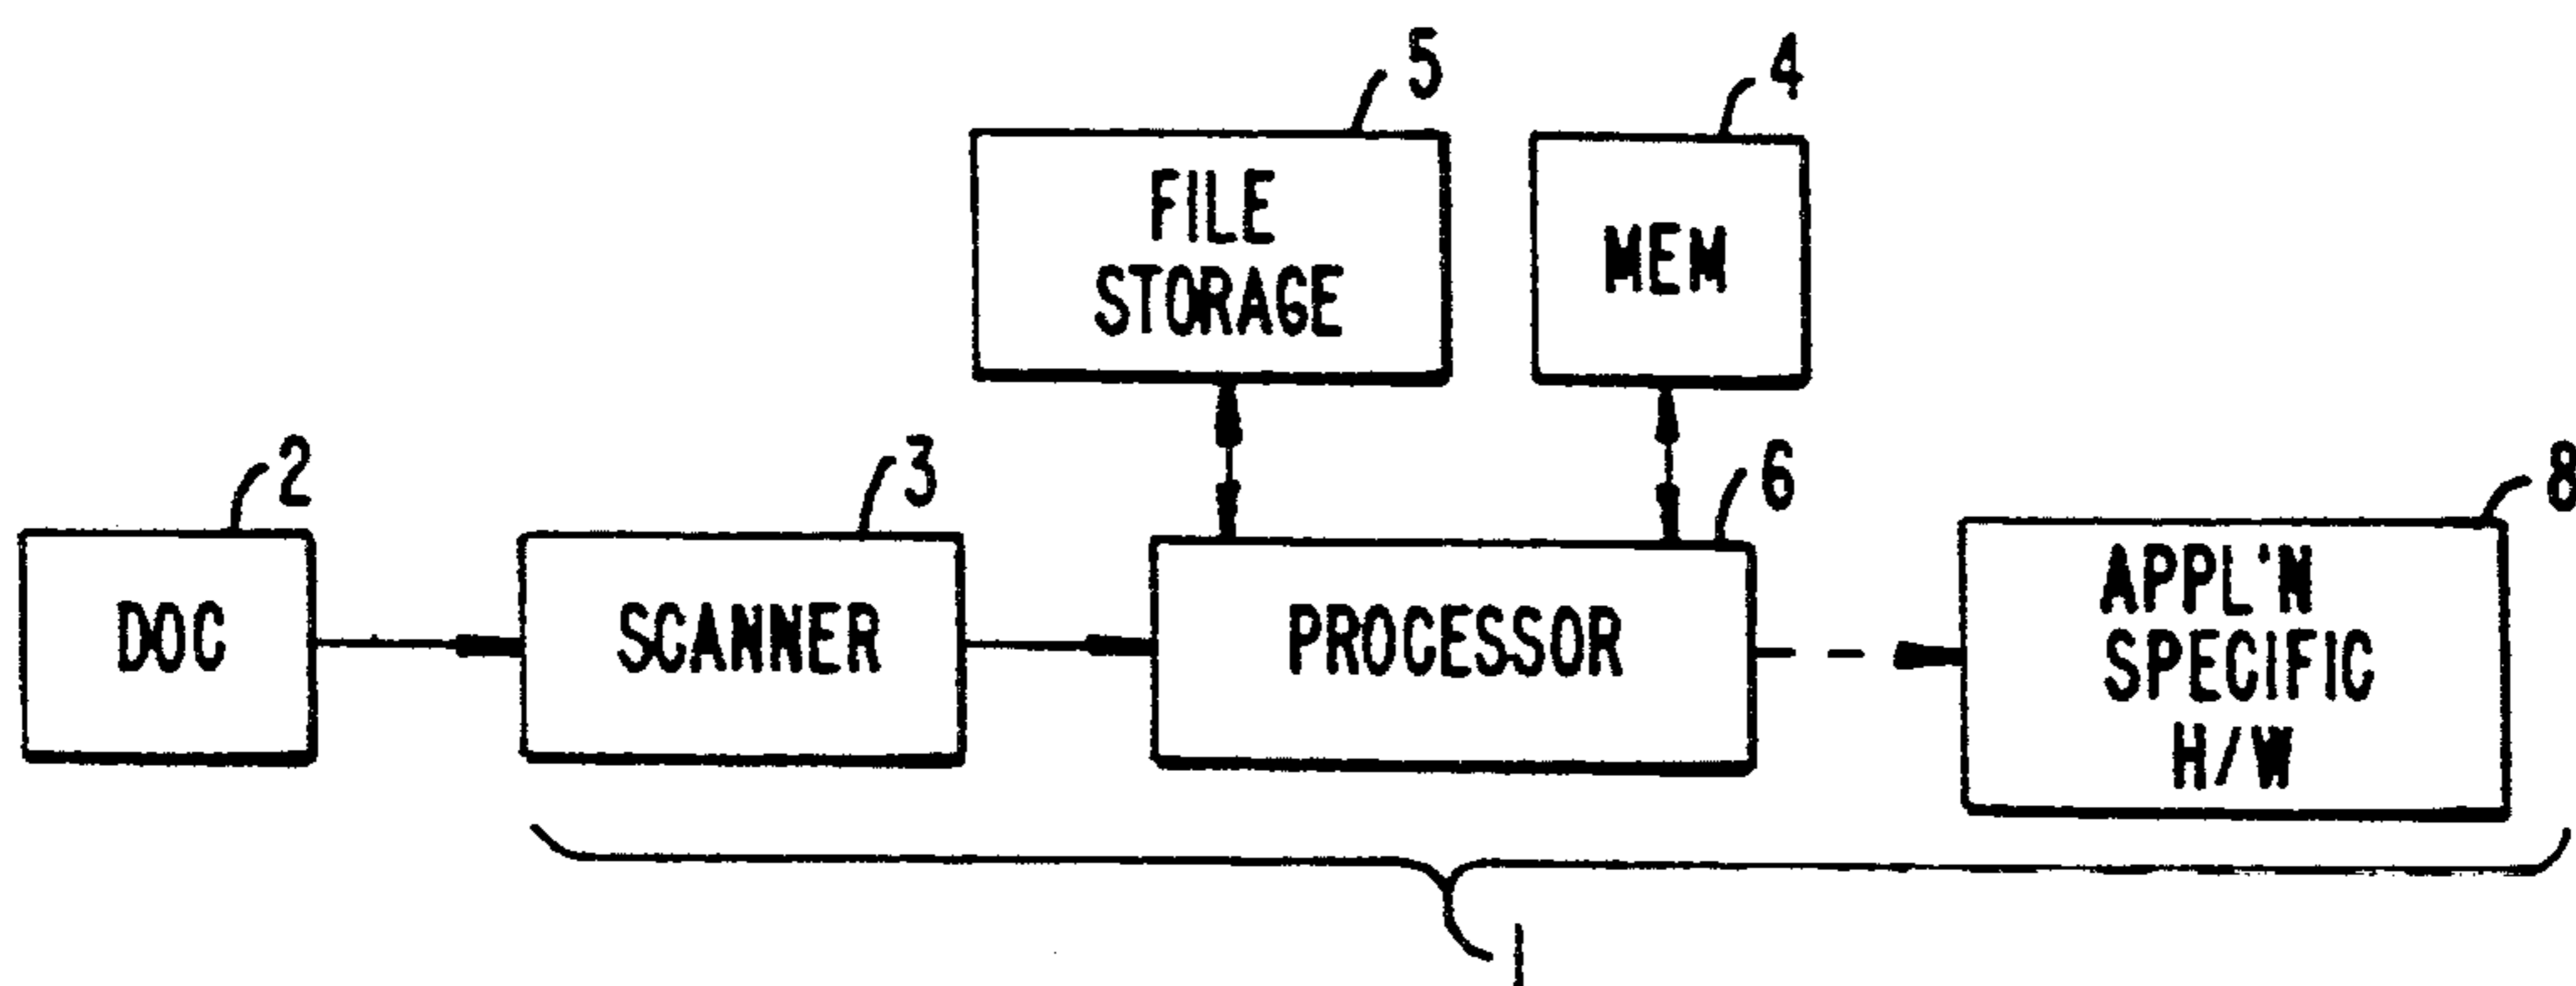 5
4
FILE
STORAGE
MEM
2
3
6
8
DOC
SCANNER
PROCESSOR
APPL'N
SPECIFIC
H/W
1